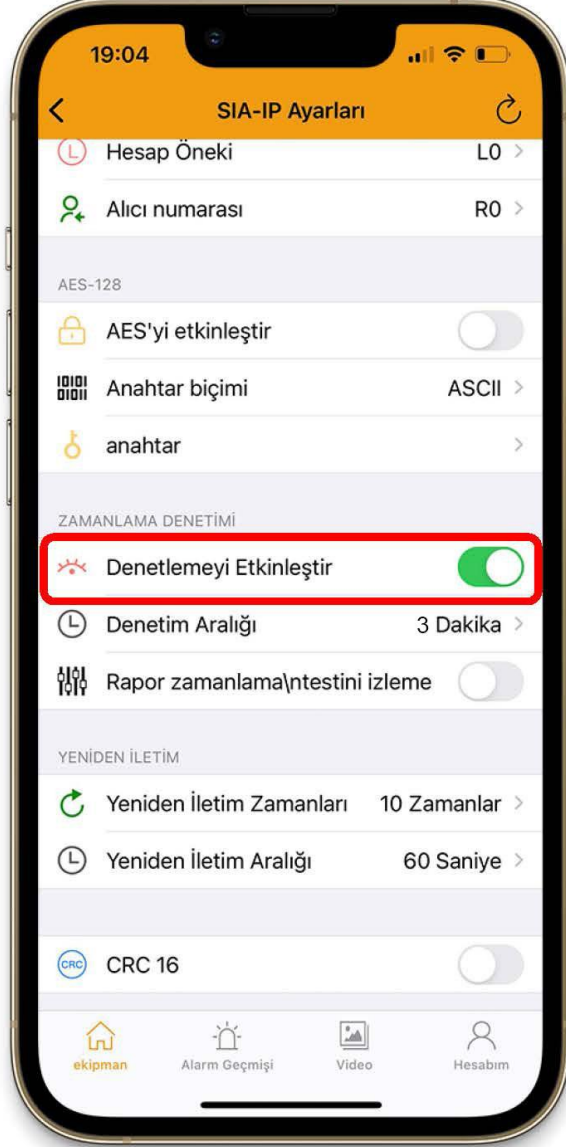 19:04
SIA-IP Ayarları
Hesap Öneki L0
Alıcı numarası R0
AES-128
AES'yi etkinleştir
Anahtar biçimi ASCII
anahtar
ZAMANLAMA DENETİMİ
Denetlemeyi Etkinleştir
Denetim Aralığı 3 Dakika
Rapor zamanlama\ntestini izleme
YENİDEN İLETİM
Yeniden İletim Zamanları 10 Zamanlar
Yeniden İletim Aralığı 60 Saniye
CRC CRC 16
ekipman Alarm Geçmişi Video Hesabım